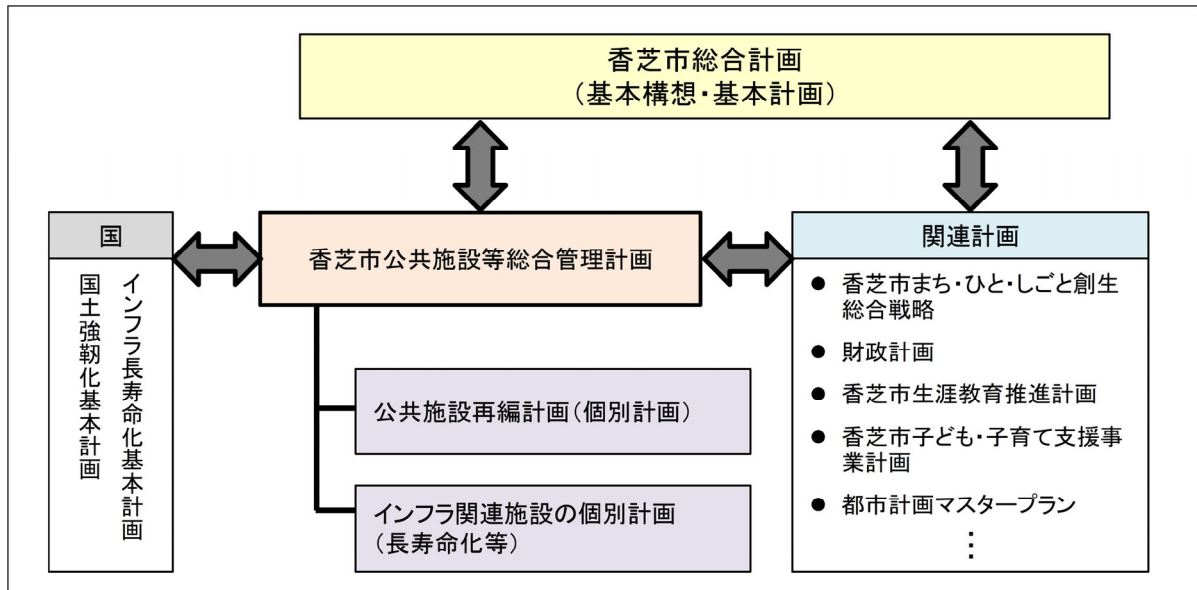 香芝市総合計画
(基本構想・基本計画)
国
インフラ長寿命化基本計画
国土強靭化基本計画
香芝市公共施設等総合管理計画
公共施設再編計画(個別計画)
インフラ関連施設の個別計画
(長寿命化等)
関連計画
● 香芝市まち・ひと・しごと創生
総合戦略
● 財政計画
● 香芝市生涯教育推進計画
● 香芝市子ども・子育て支援事
業計画
● 都市計画マスタープラン
⋮